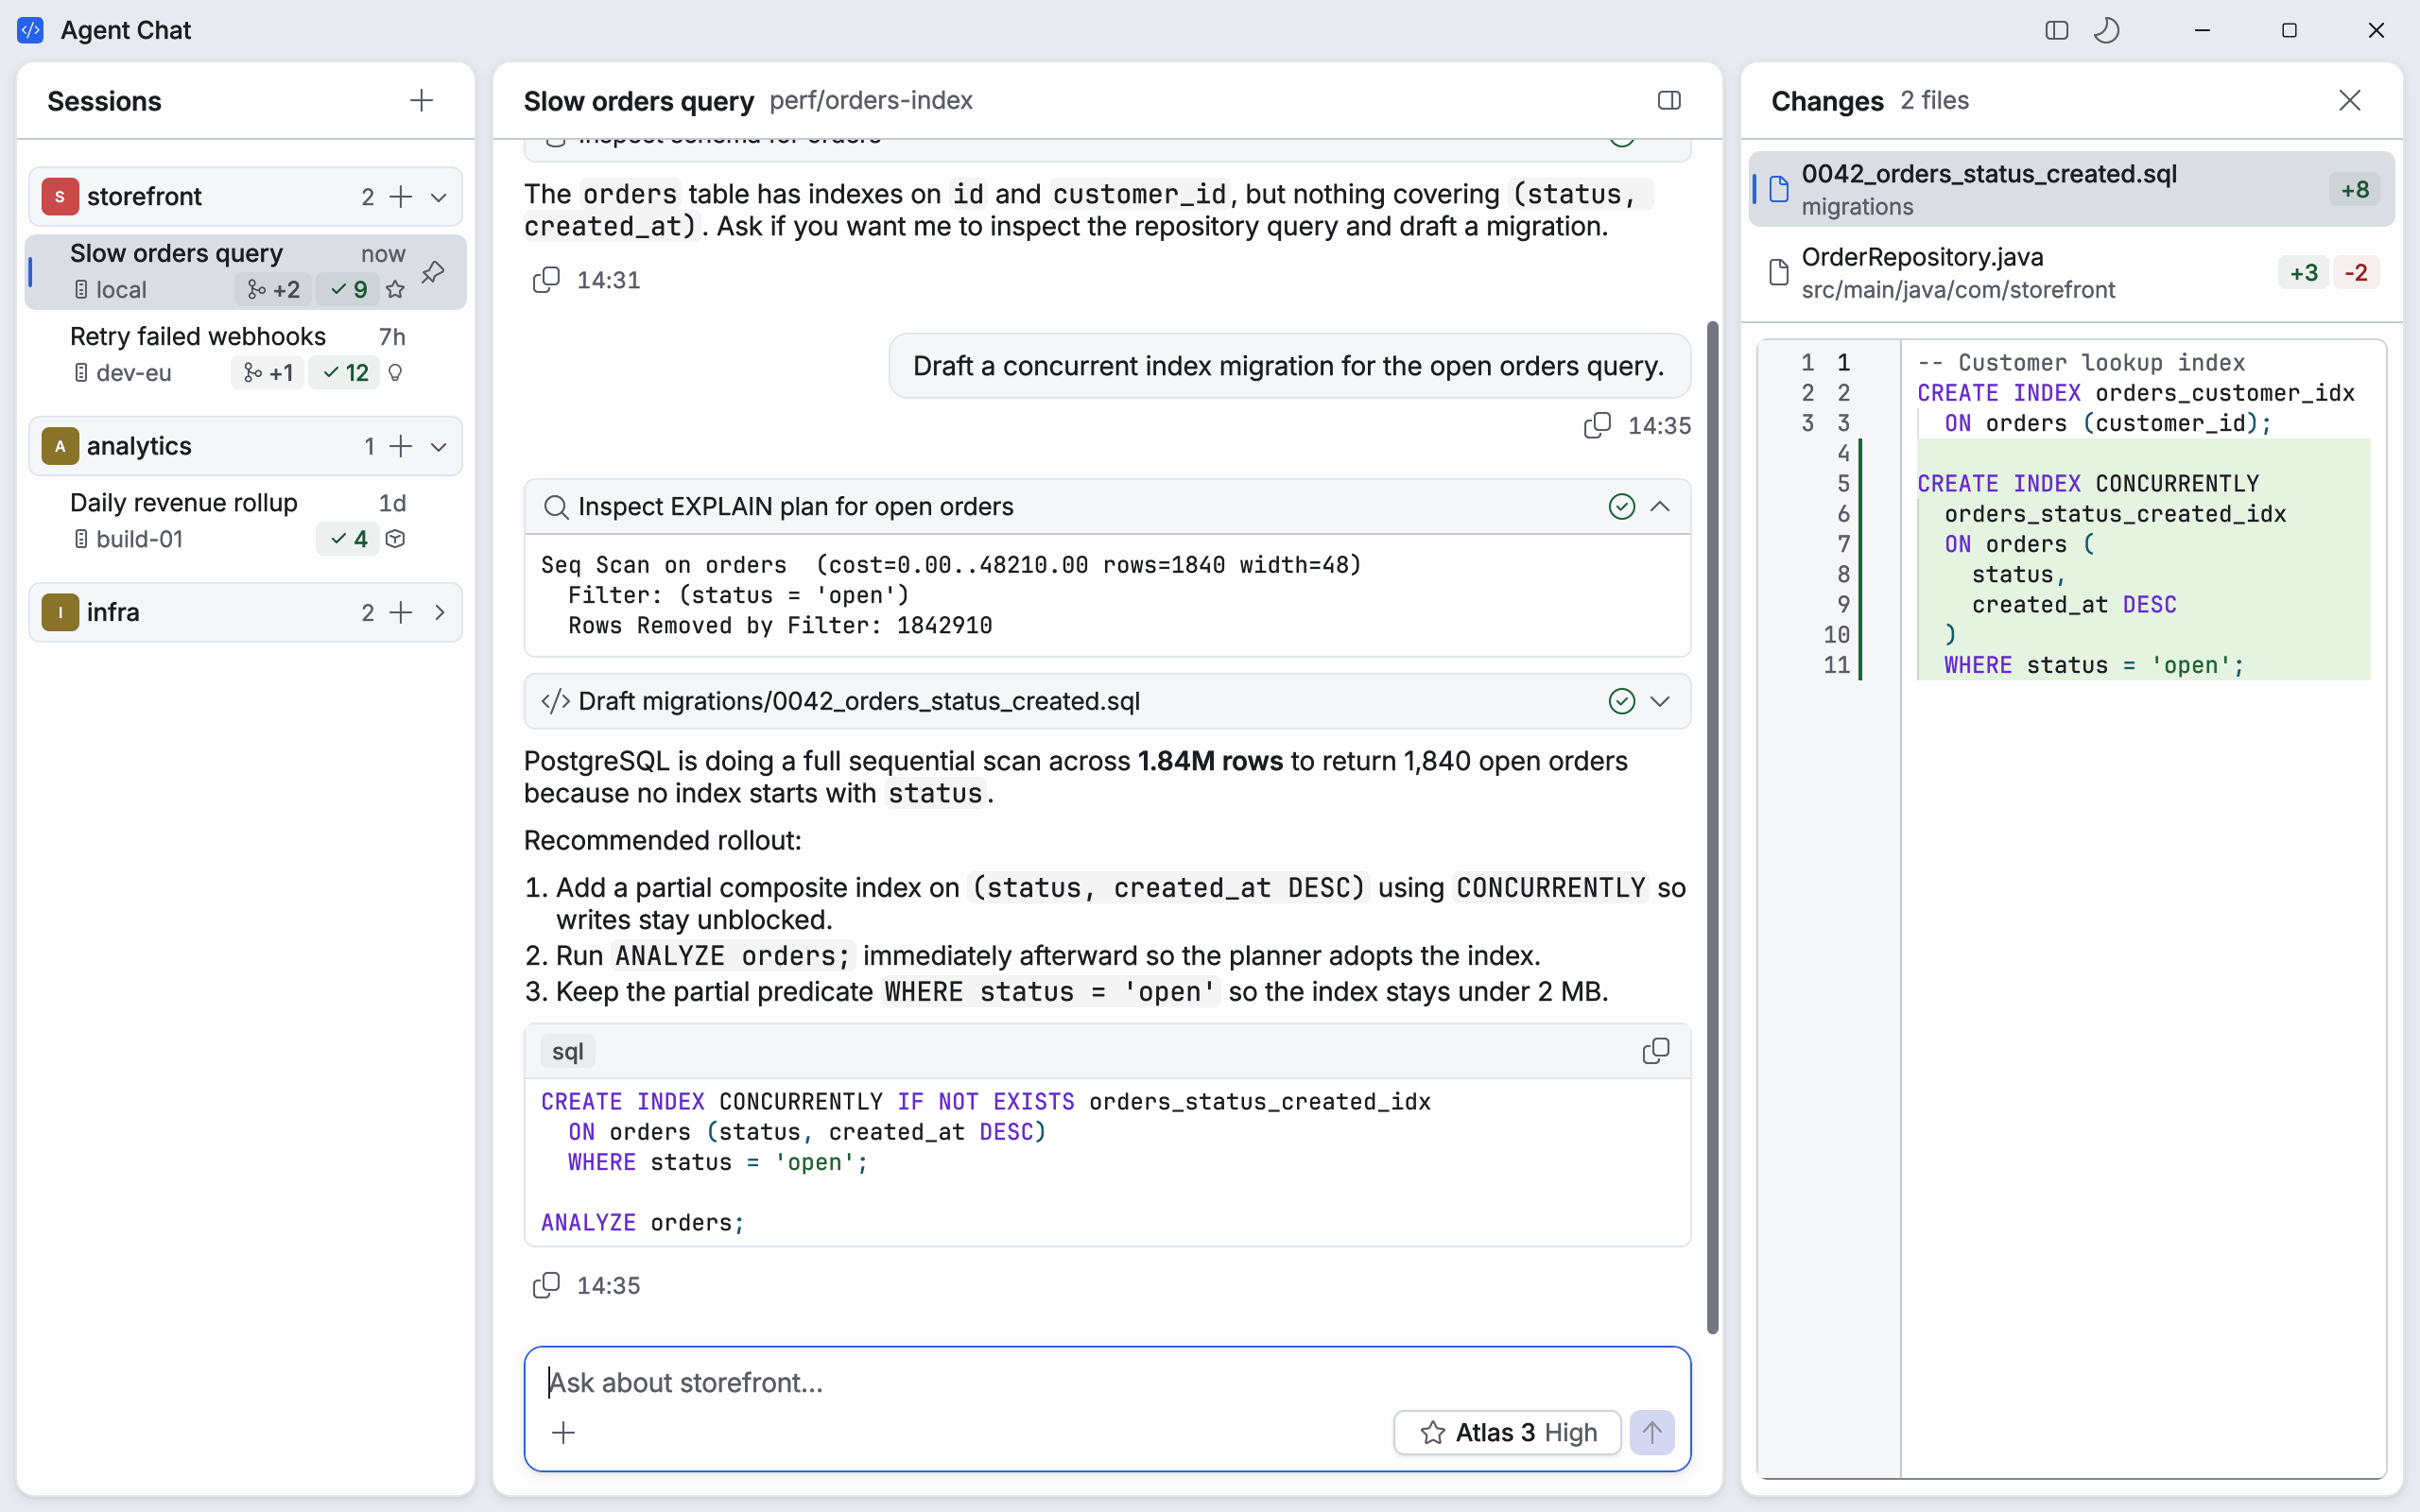 Agent Chat
Sessions
S storefront 2
Slow orders query now
local +2 9
Retry failed webhooks 7h
dev-eu +1 12
A analytics 1
Daily revenue rollup 1d
build-01 4
I infra 2
Slow orders query perf/orders-index
Inspect schema for orders
The orders table has indexes on id and customer_id, but nothing covering (status,
created_at). Ask if you want me to inspect the repository query and draft a migration.
14:31
Draft a concurrent index migration for the open orders query.
14:35
Inspect EXPLAIN plan for open orders
Seq Scan on orders  (cost=0.00..48210.00 rows=1840 width=48)
  Filter: (status = 'open')
  Rows Removed by Filter: 1842910
</> Draft migrations/0042_orders_status_created.sql
PostgreSQL is doing a full sequential scan across 1.84M rows to return 1,840 open orders
because no index starts with status.
Recommended rollout:
1. Add a partial composite index on (status, created_at DESC) using CONCURRENTLY so
writes stay unblocked.
2. Run ANALYZE orders; immediately afterward so the planner adopts the index.
3. Keep the partial predicate WHERE status = 'open' so the index stays under 2 MB.
sql
CREATE INDEX CONCURRENTLY IF NOT EXISTS orders_status_created_idx
  ON orders (status, created_at DESC)
  WHERE status = 'open';
ANALYZE orders;
14:35
Ask about storefront...
Atlas 3 High
Changes 2 files
0042_orders_status_created.sql
migrations
+8
OrderRepository.java
src/main/java/com/storefront
+3 -2
1 1 -- Customer lookup index
2 2 CREATE INDEX orders_customer_idx
3 3   ON orders (customer_id);
4
5 CREATE INDEX CONCURRENTLY
6   orders_status_created_idx
7   ON orders (
8     status,
9     created_at DESC
10   )
11   WHERE status = 'open';